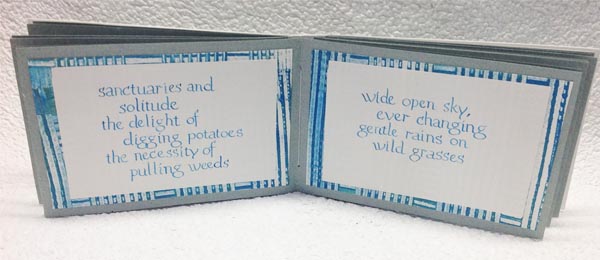 sanctuaries and
solitude,
the delight of
digging potatoes
the necessity of
pulling weeds
wide open sky,
ever changing
gentle rains on
wild grasses